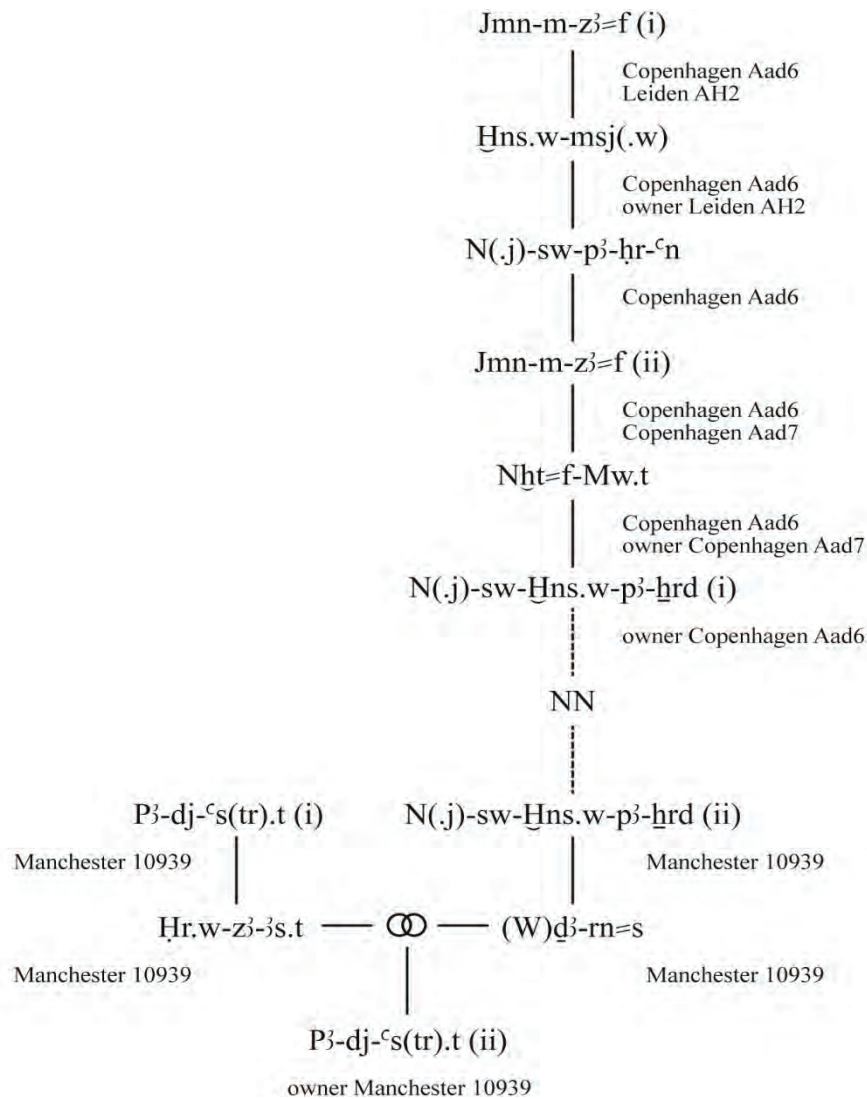 Jmn-m-zꜣ=f (i)
Copenhagen Aad6
Leiden AH2
Ḫns.w-msj(.w)
Copenhagen Aad6
owner Leiden AH2
N(.j)-sw-pꜣ-ḥr-ꜥn
Copenhagen Aad6
Jmn-m-zꜣ=f (ii)
Copenhagen Aad6
Copenhagen Aad7
Nḫt=f-Mw.t
Copenhagen Aad6
owner Copenhagen Aad7
N(.j)-sw-Ḫns.w-pꜣ-ẖrd (i)
owner Copenhagen Aad6
NN
Pꜣ-dj-ꜥs(tr).t (i) N(.j)-sw-Ḫns.w-pꜣ-ẖrd (ii)
Manchester 10939 Manchester 10939
Ḥr.w-zꜣ-ꜣs.t (W)ḏꜣ-rn=s
Manchester 10939 Manchester 10939
Pꜣ-dj-ꜥs(tr).t (ii)
owner Manchester 10939